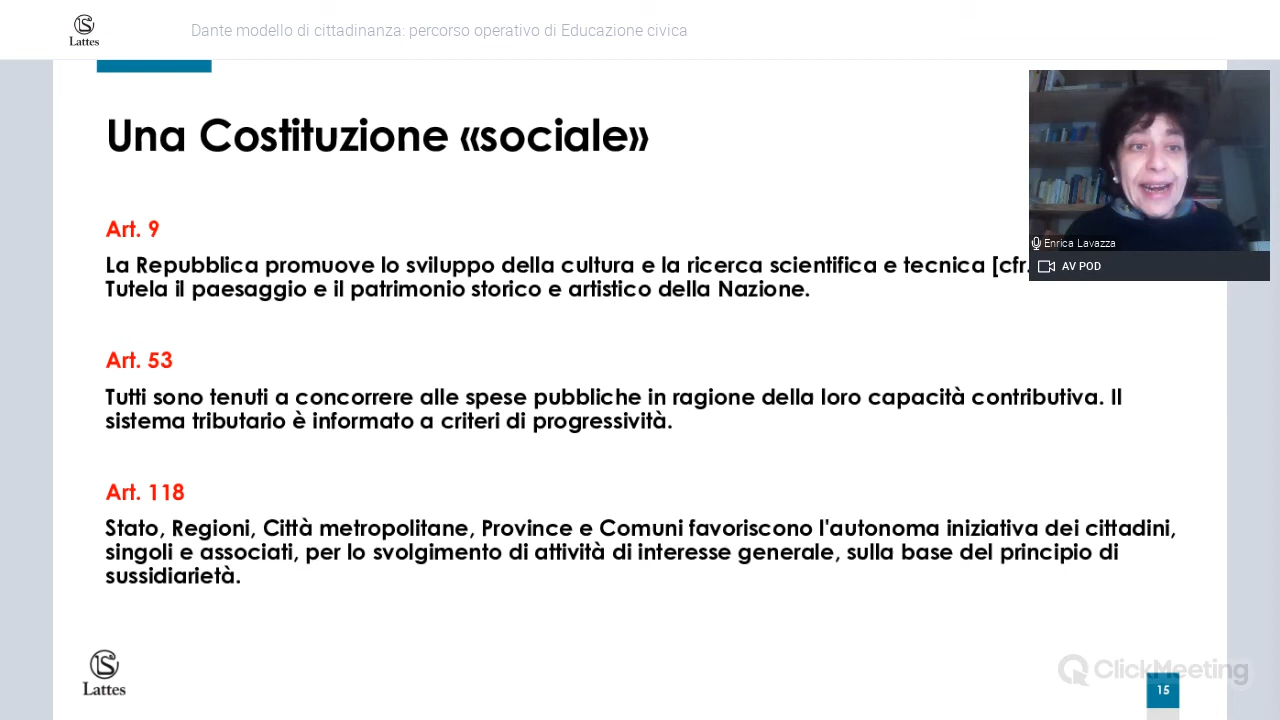 Lattes
Dante modello di cittadinanza: percorso operativo di Educazione civica
Una Costituzione «sociale»
Enrica Lavazza
AV POD
Art. 9
La Repubblica promuove lo sviluppo della cultura e la ricerca scientifica e tecnica [cfr.
Tutela il paesaggio e il patrimonio storico e artistico della Nazione.
Art. 53
Tutti sono tenuti a concorrere alle spese pubbliche in ragione della loro capacità contributiva. Il
sistema tributario è informato a criteri di progressività.
Art. 118
Stato, Regioni, Città metropolitane, Province e Comuni favoriscono l'autonoma iniziativa dei cittadini,
singoli e associati, per lo svolgimento di attività di interesse generale, sulla base del principio di
sussidiarietà.
Lattes
ClickMeeting
15